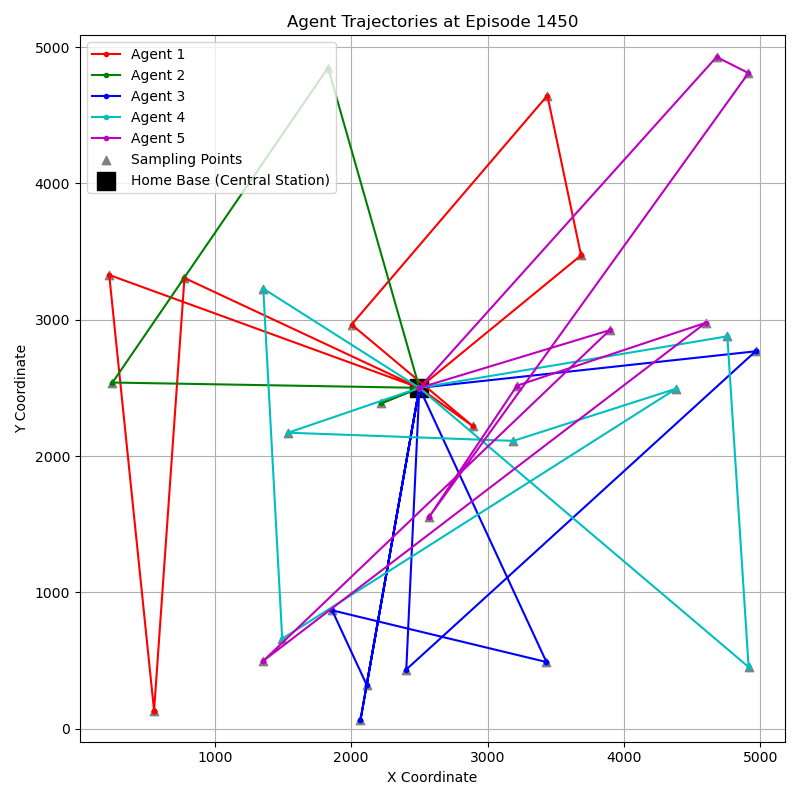 Agent Trajectories at Episode 1450
Agent 1
Agent 2
Agent 3
Agent 4
Agent 5
Sampling Points
Home Base (Central Station)
5000
4000
3000
2000
1000
0
Y Coordinate
1000
2000
3000
4000
5000
X Coordinate